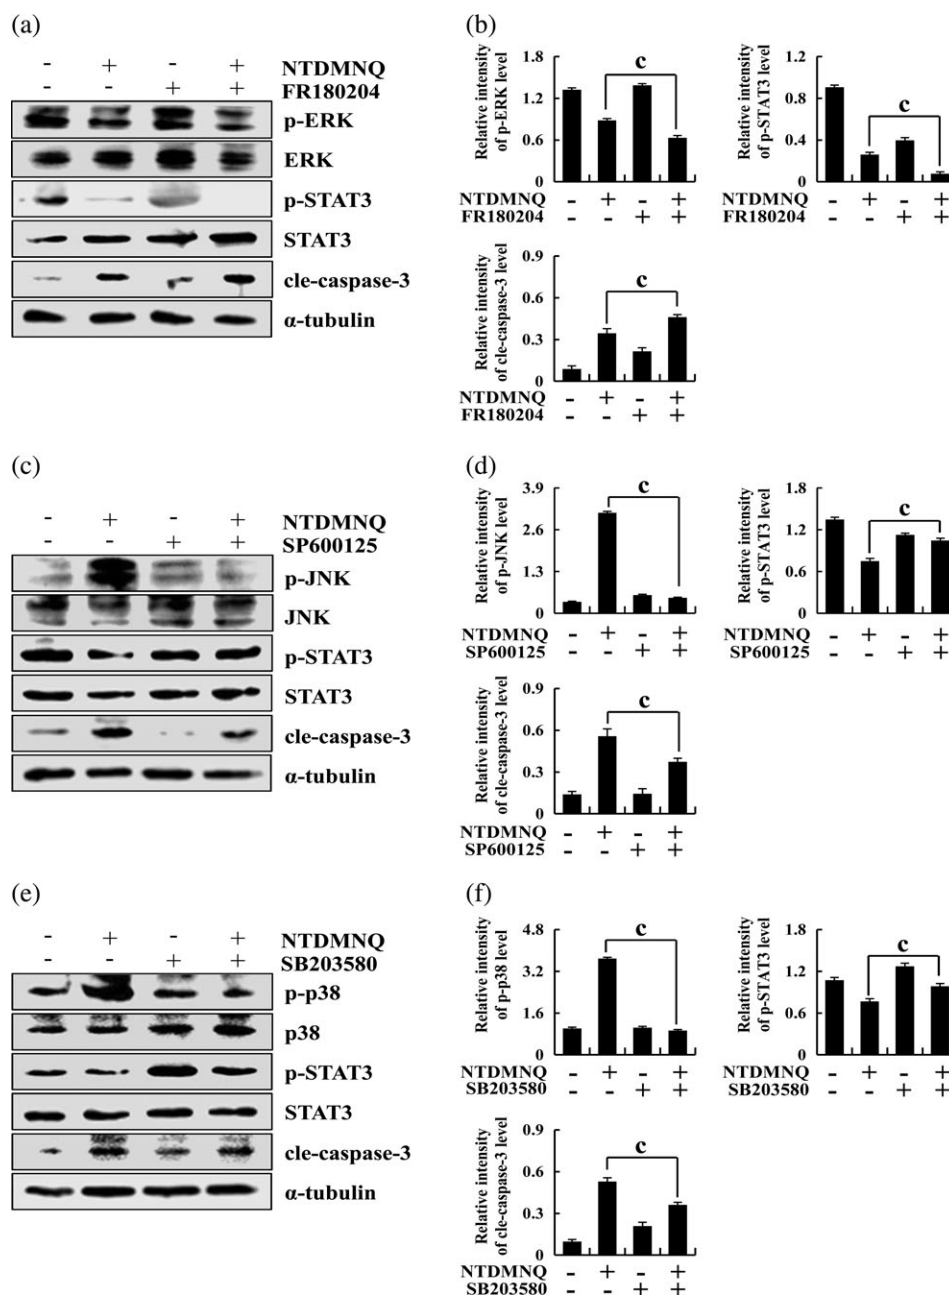 (a)
- + - +
NTDMNQ
- - + +
FR180204
p-ERK
ERK
p-STAT3
STAT3
cle-caspase-3
α-tubulin
(b)
Relative intensity
of p-ERK level
1.8
1.2
0.6
0
c
NTDMNQ - + - +
FR180204 - - + +
Relative intensity
of p-STAT3 level
1.2
0.8
0.4
0
c
NTDMNQ - + - +
FR180204 - - + +
Relative intensity
of cle-caspase-3 level
0.9
0.6
0.3
0
c
NTDMNQ - + - +
FR180204 - - + +
(c)
- + - +
NTDMNQ
- - + +
SP600125
p-JNK
JNK
p-STAT3
STAT3
cle-caspase-3
α-tubulin
(d)
Relative intensity
of p-JNK level
3.9
2.6
1.3
0
c
NTDMNQ - + - +
SP600125 - - + +
Relative intensity
of p-STAT3 level
1.8
1.2
0.6
0
c
NTDMNQ - + - +
SP600125 - - + +
Relative intensity
of cle-caspase-3 level
0.9
0.6
0.3
0
c
NTDMNQ - + - +
SP600125 - - + +
(e)
- + - +
NTDMNQ
- - + +
SB203580
p-p38
p38
p-STAT3
STAT3
cle-caspase-3
α-tubulin
(f)
Relative intensity
of p-p38 level
4.8
3.2
1.6
0
c
NTDMNQ - + - +
SB203580 - - + +
Relative intensity
of p-STAT3 level
1.8
1.2
0.6
0
c
NTDMNQ - + - +
SB203580 - - + +
Relative intensity
of cle-caspase-3 level
0.9
0.6
0.3
0
c
NTDMNQ - + - +
SB203580 - - + +